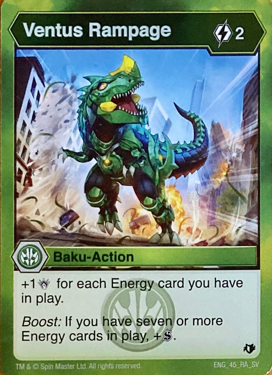 Ventus Rampage
2
Baku-Action
+1 for each Energy card you have
in play.
Boost: If you have seven or more
Energy cards in play, +.
TM & © Spin Master Ltd. All rights reserved.
ENG_45_RA_SV